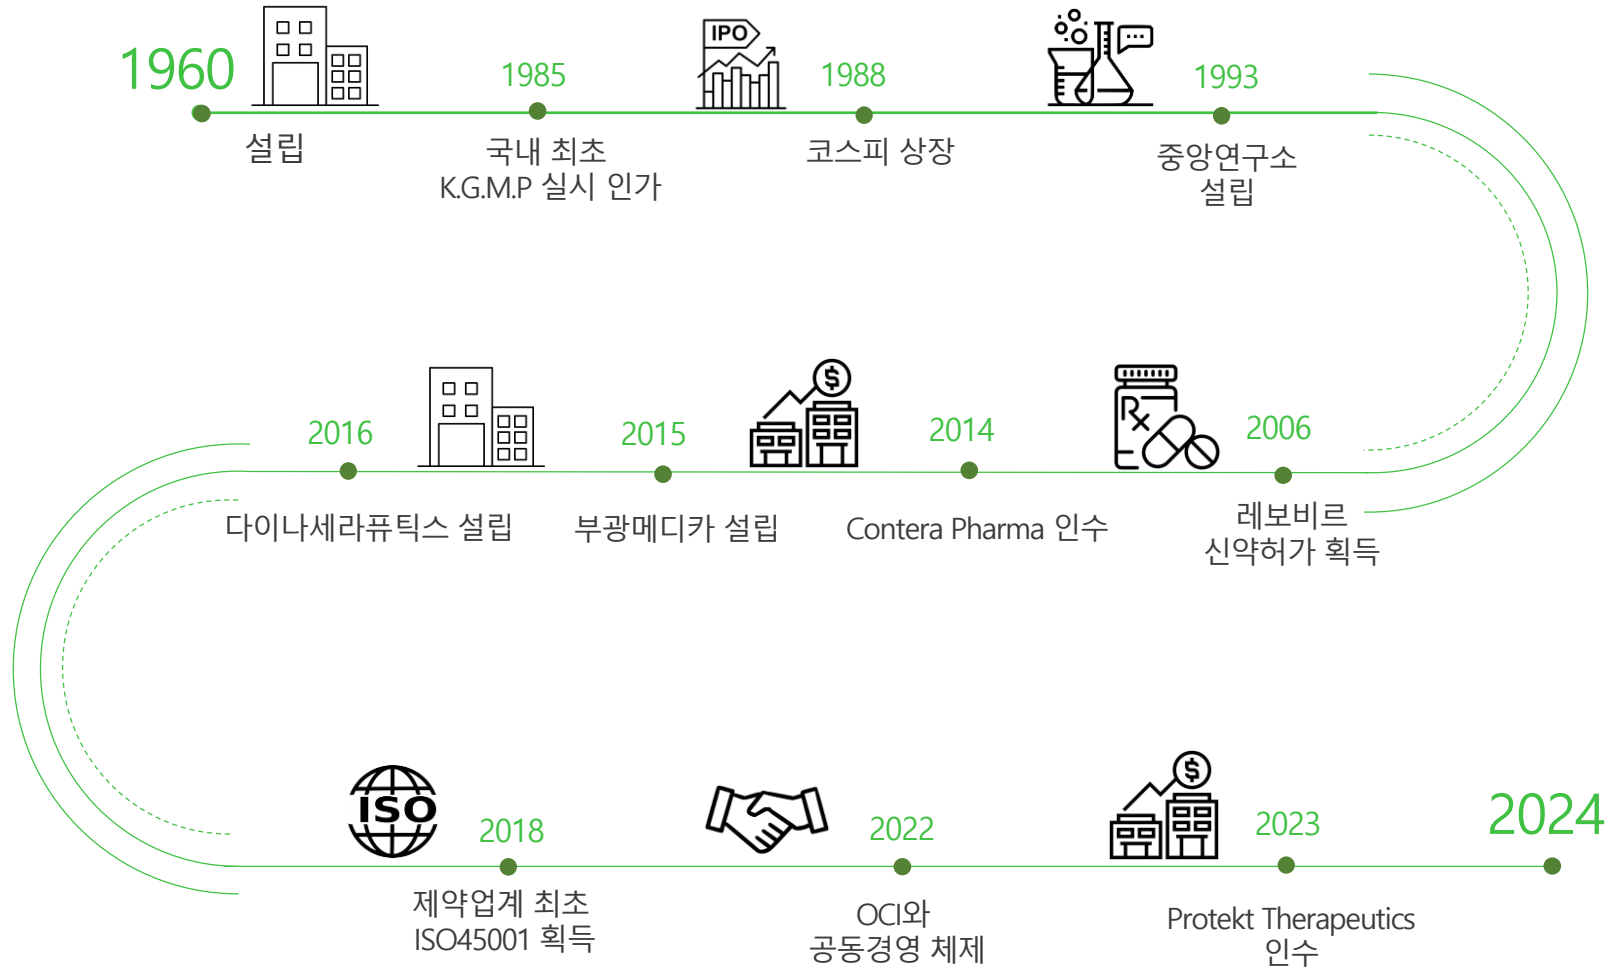 1960
설립
1985
국내 최초
K.G.M.P 실시 인가
IPO
1988
코스피 상장
1993
중앙연구소
설립
2006
레보비르
신약허가 획득
Rx
2014
Contera Pharma 인수
$
2015
부광메디카 설립
2016
다이나세라퓨틱스 설립
ISO
2018
제약업계 최초
ISO45001 획득
2022
OCI와
공동경영 체제
$
2023
Protekt Therapeutics
인수
2024